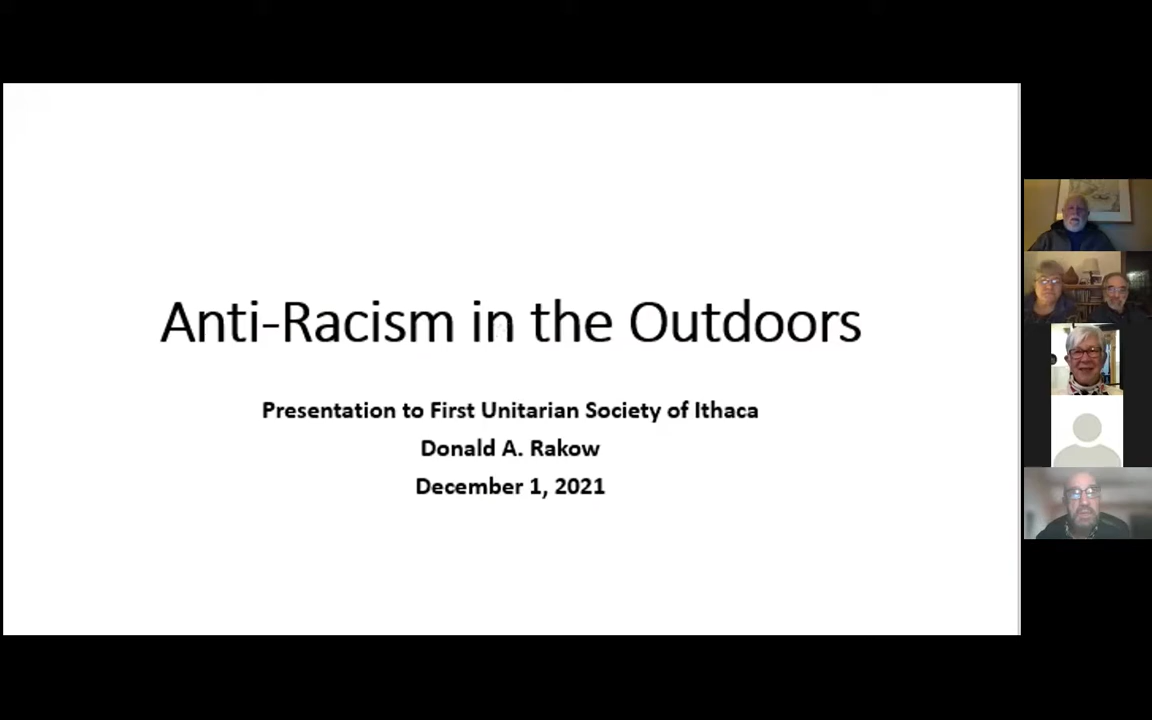 Anti-Racism in the Outdoors
Presentation to First Unitarian Society of Ithaca
Donald A. Rakow
December 1, 2021